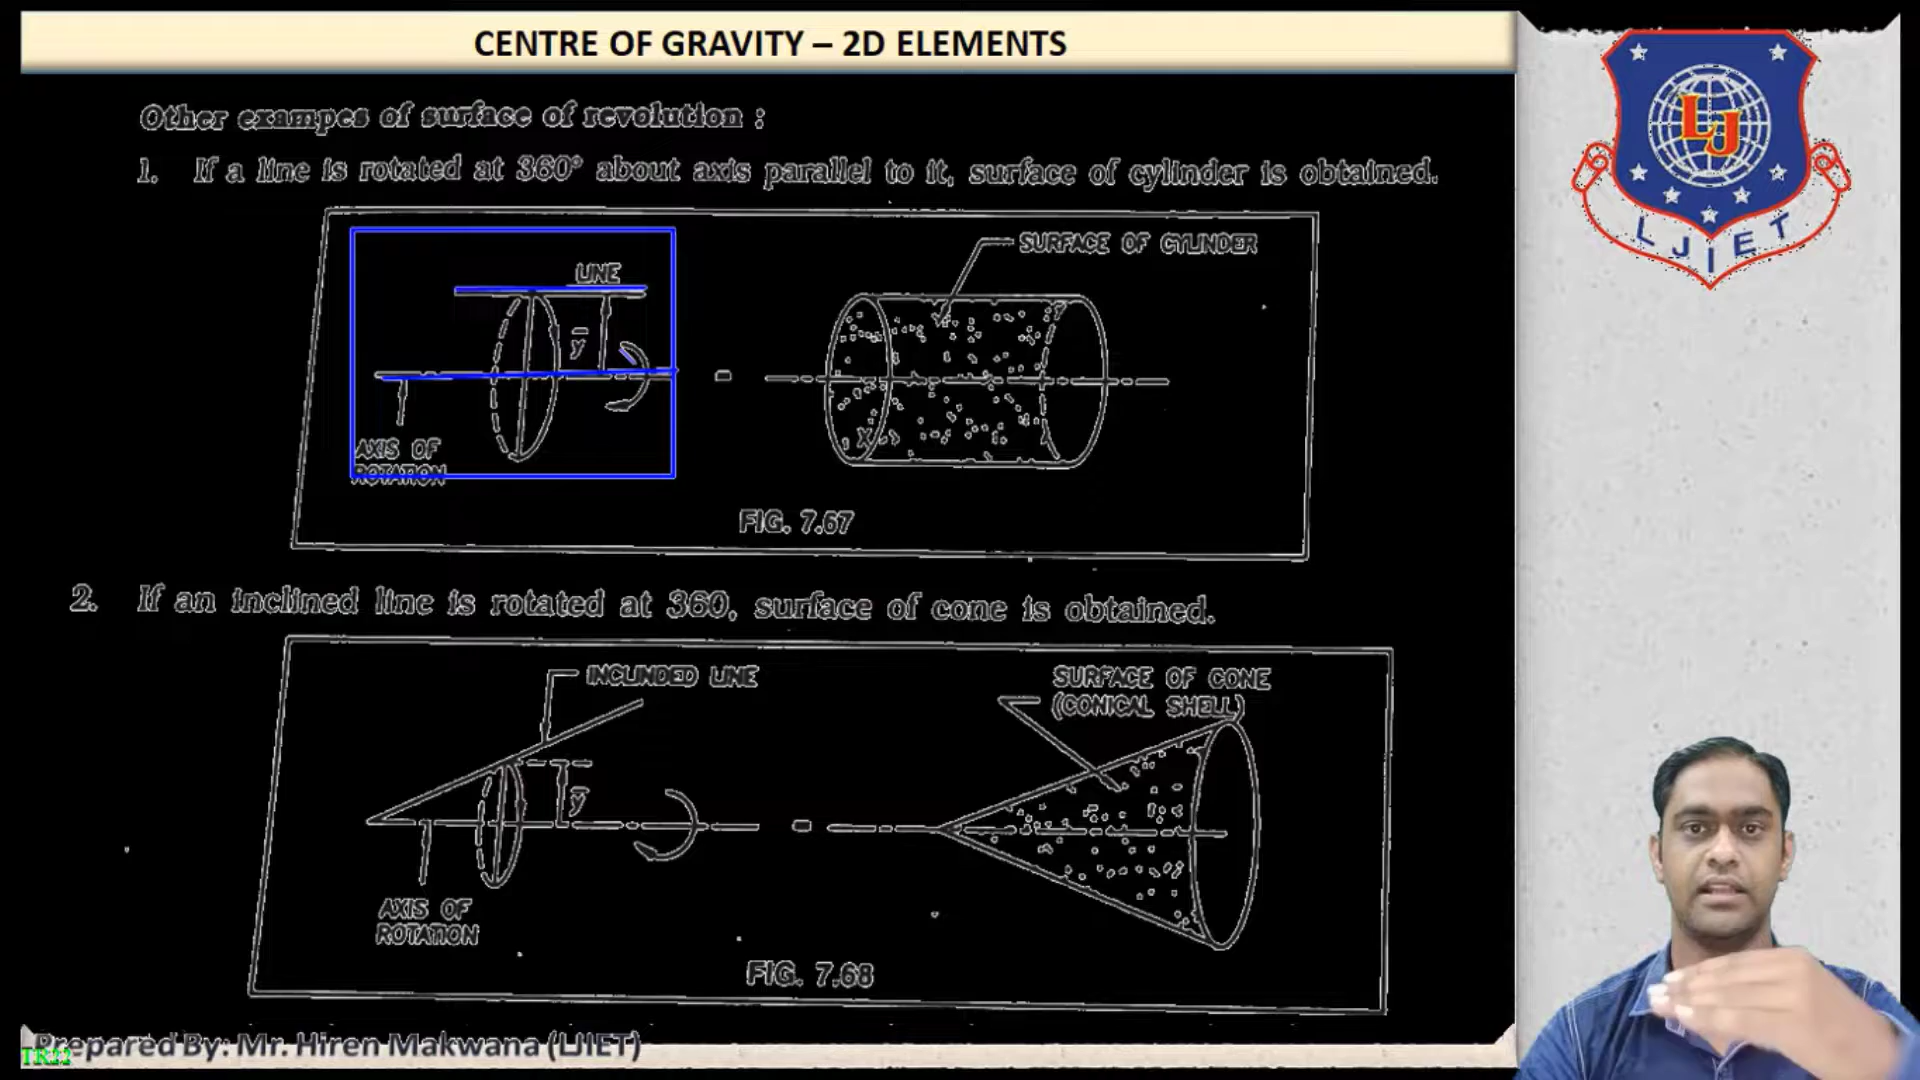 CENTRE OF GRAVITY – 2D ELEMENTS
Other exampes of surface of revolution :
1. If a line is rotated at 360° about axis parallel to it, surface of cylinder is obtained.
LINE
SURFACE OF CYLINDER
y̅
AXIS OF
ROTATION
FIG. 7.67
2. If an inclined line is rotated at 360, surface of cone is obtained.
INCLINDED LINE
SURFACE OF CONE
(CONICAL SHELL)
y̅
AXIS OF
ROTATION
FIG. 7.68
Prepared By: Mr. Hiren Makwana (LJIET)
TR22
LJ
LJIET